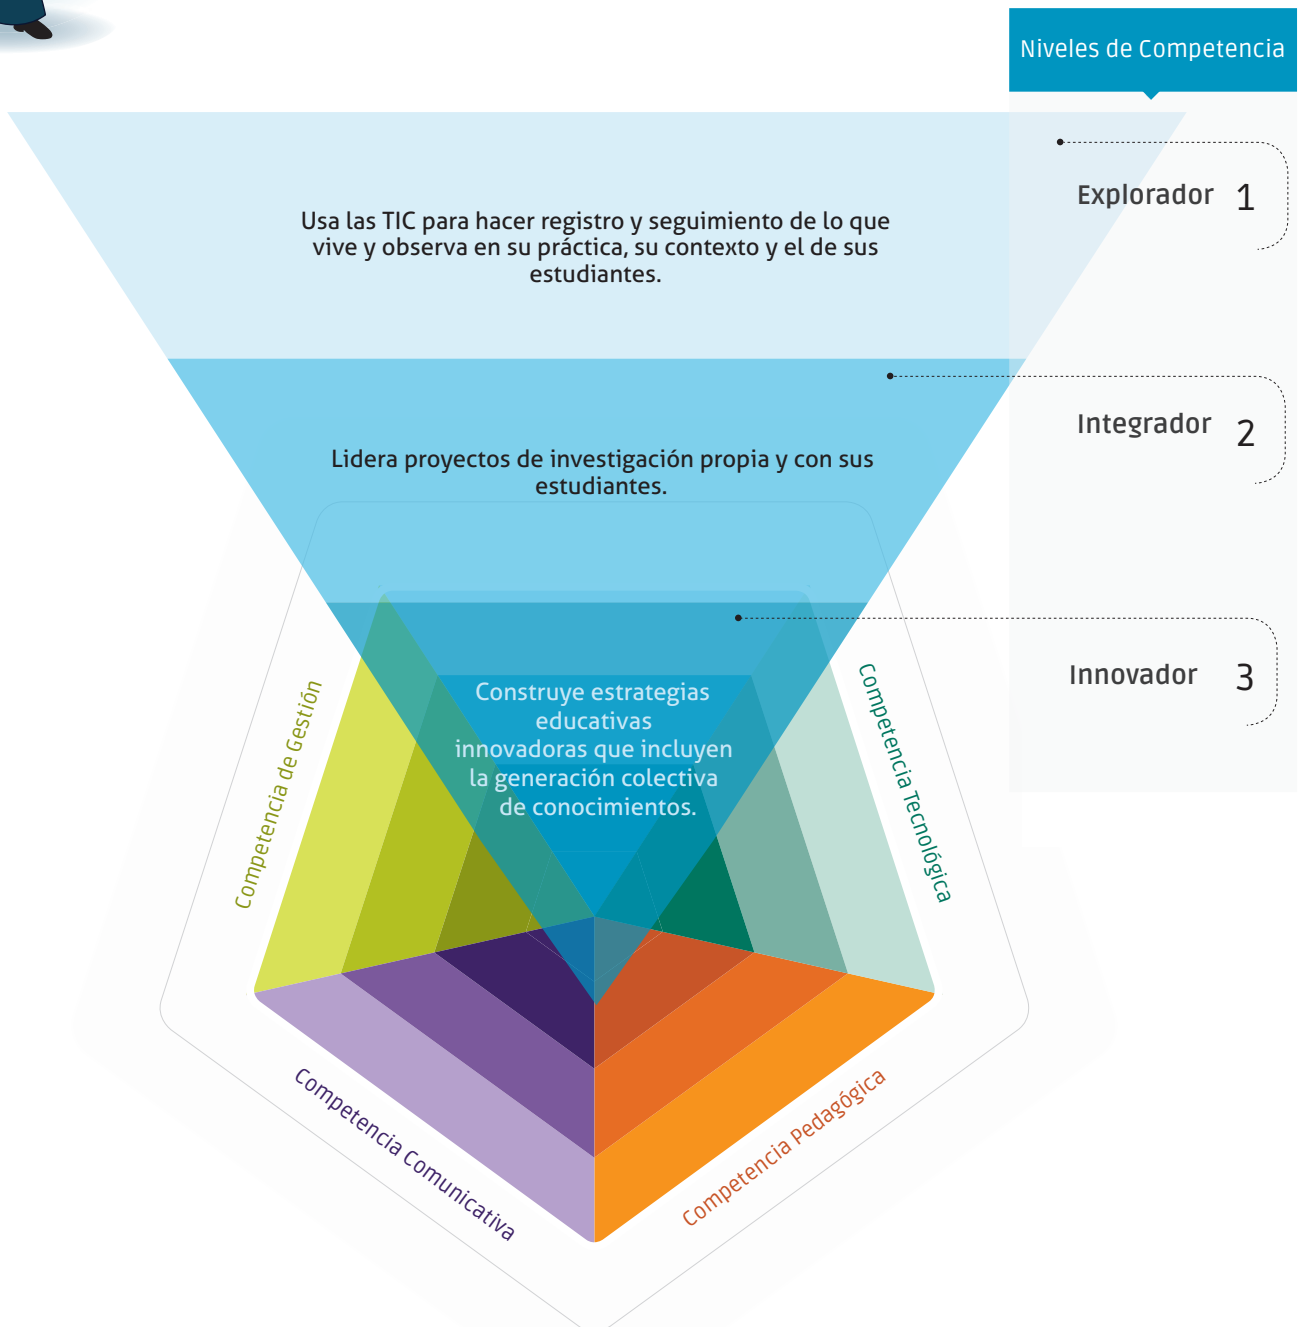 Niveles de Competencia
Explorador 1
Usa las TIC para hacer registro y seguimiento de lo que
vive y observa en su práctica, su contexto y el de sus
estudiantes.
Integrador 2
Lidera proyectos de investigación propia y con sus
estudiantes.
Innovador 3
Construye estrategias
educativas
innovadoras que incluyen
la generación colectiva
de conocimientos.
Competencia de Gestión
Competencia Tecnológica
Competencia Comunicativa
Competencia Pedagógica